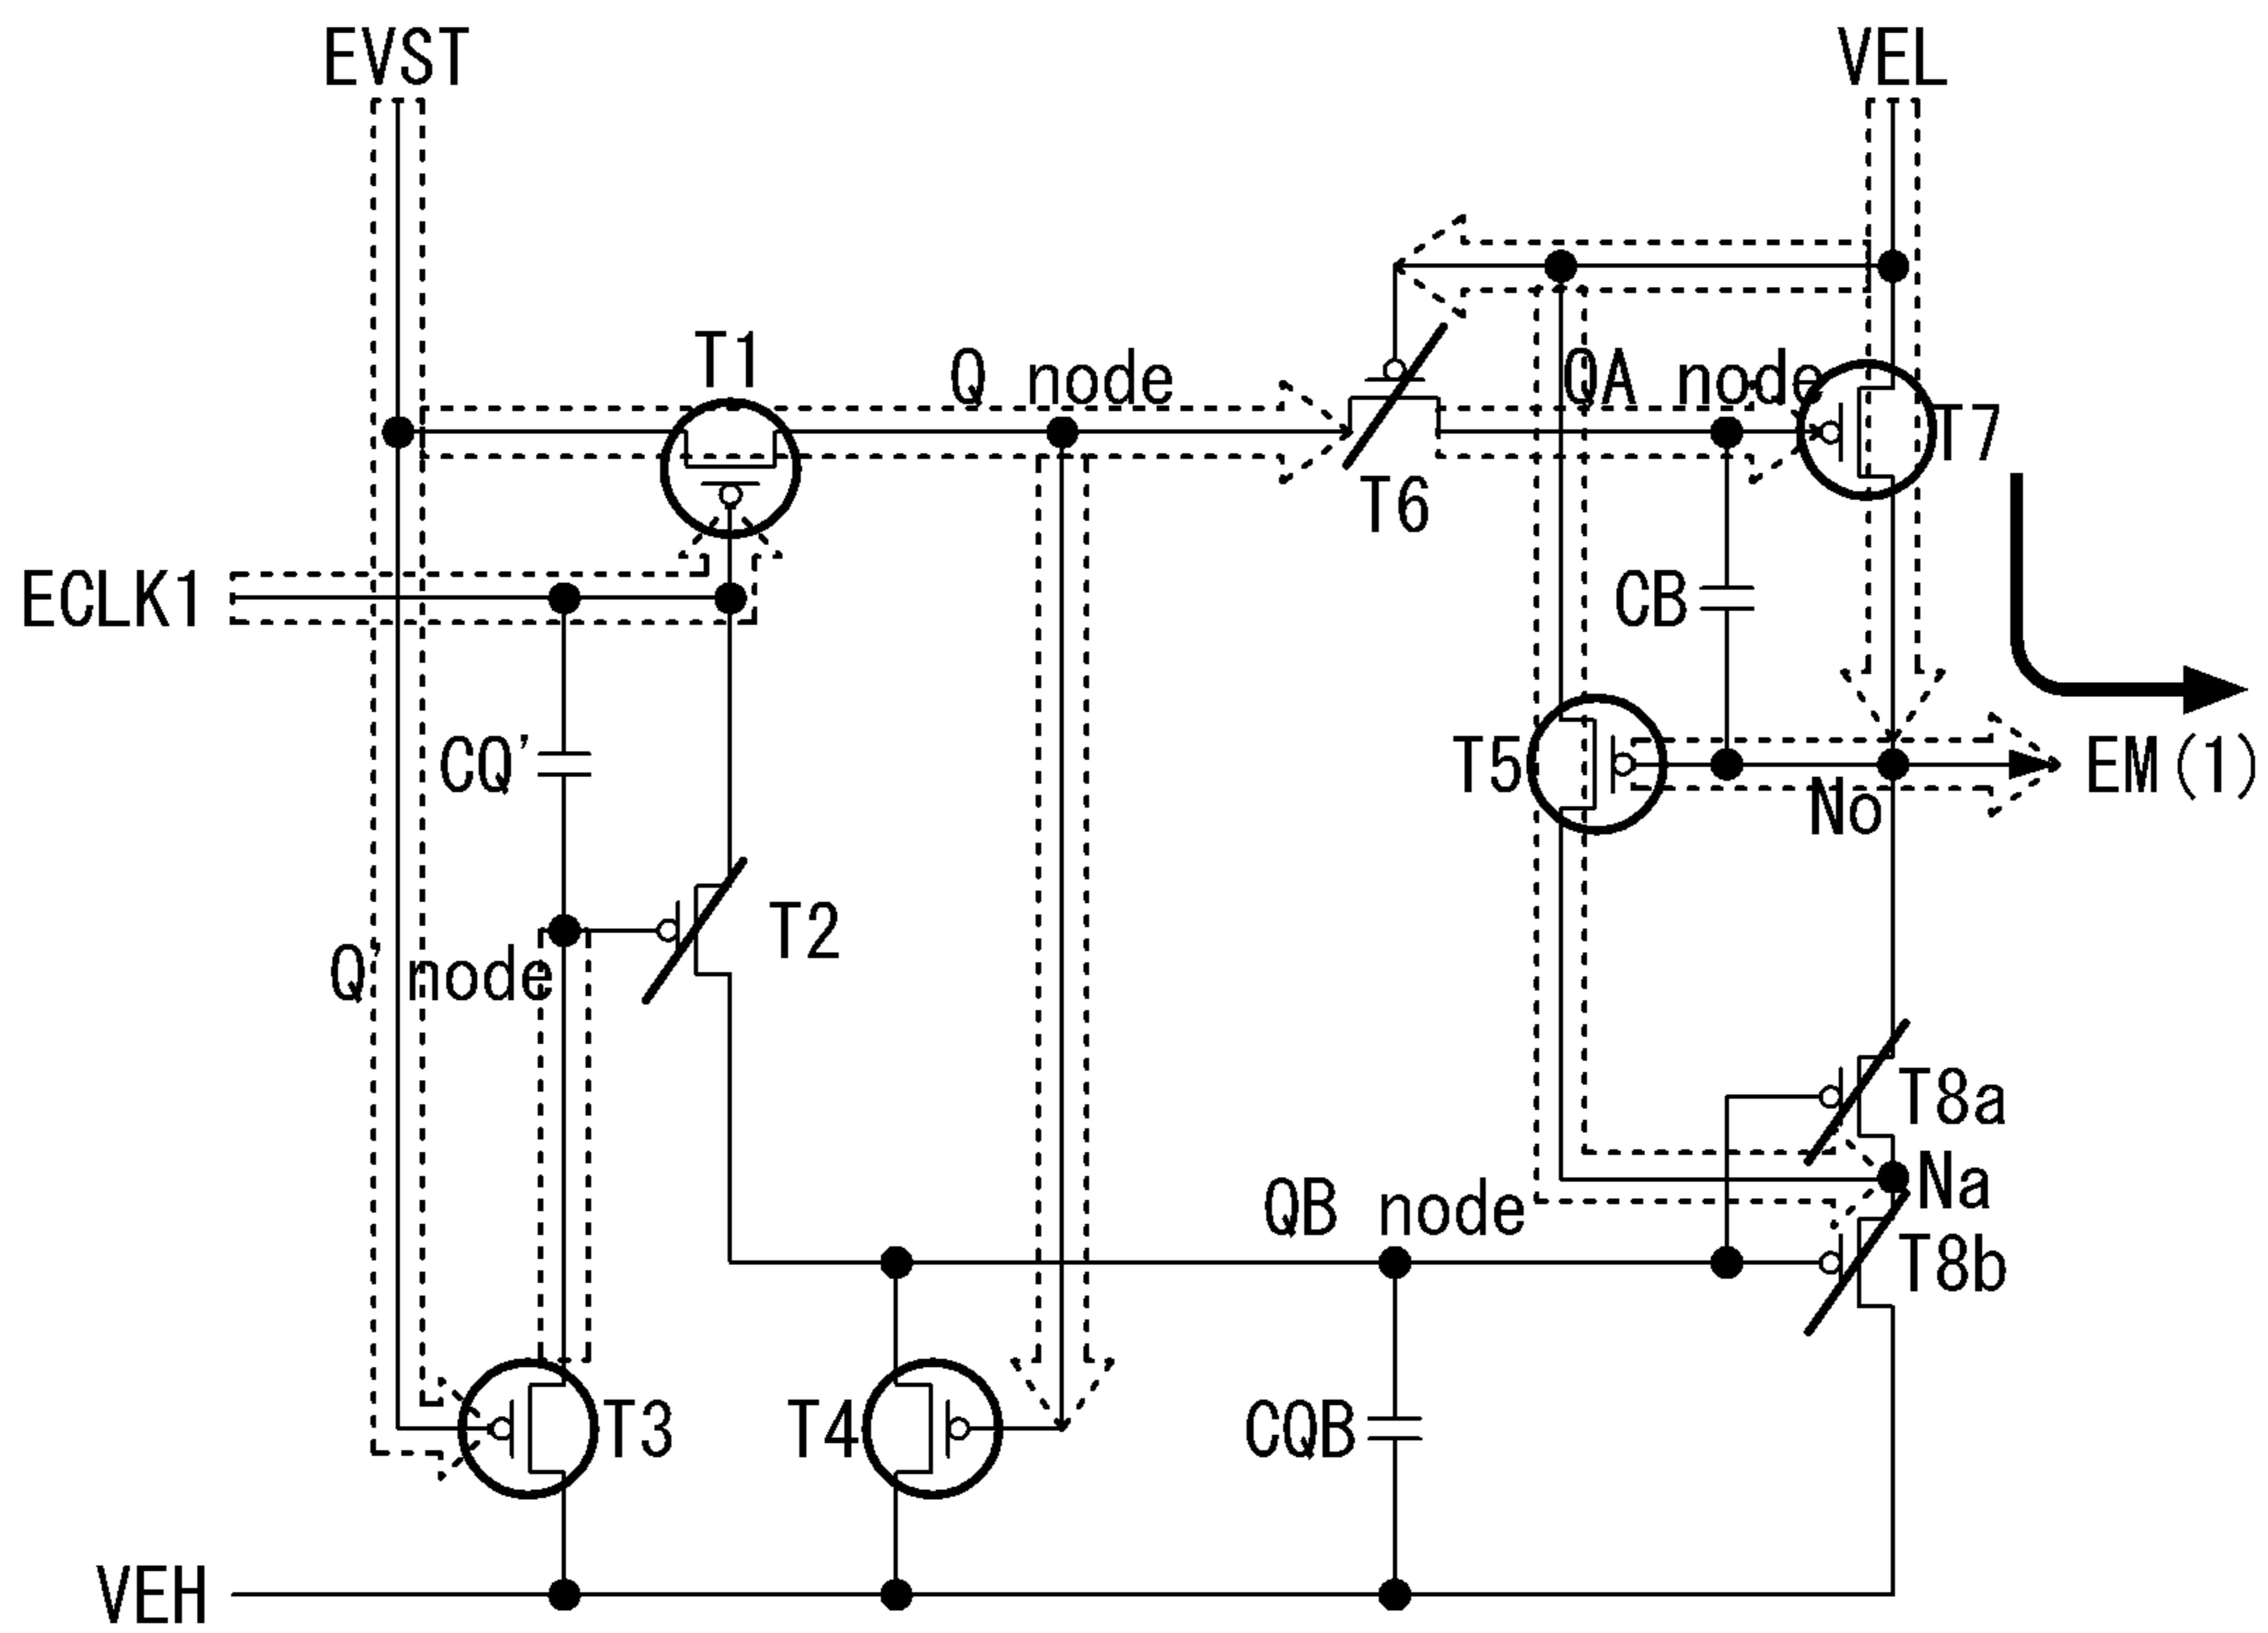 EVST
VEL
T1
Q node
QA node
T7
T6
ECLK1
CB
CQ'
T5
EM(1)
No
T2
Q' node
T8a
Na
QB node
T8b
T3
T4
CQB
VEH